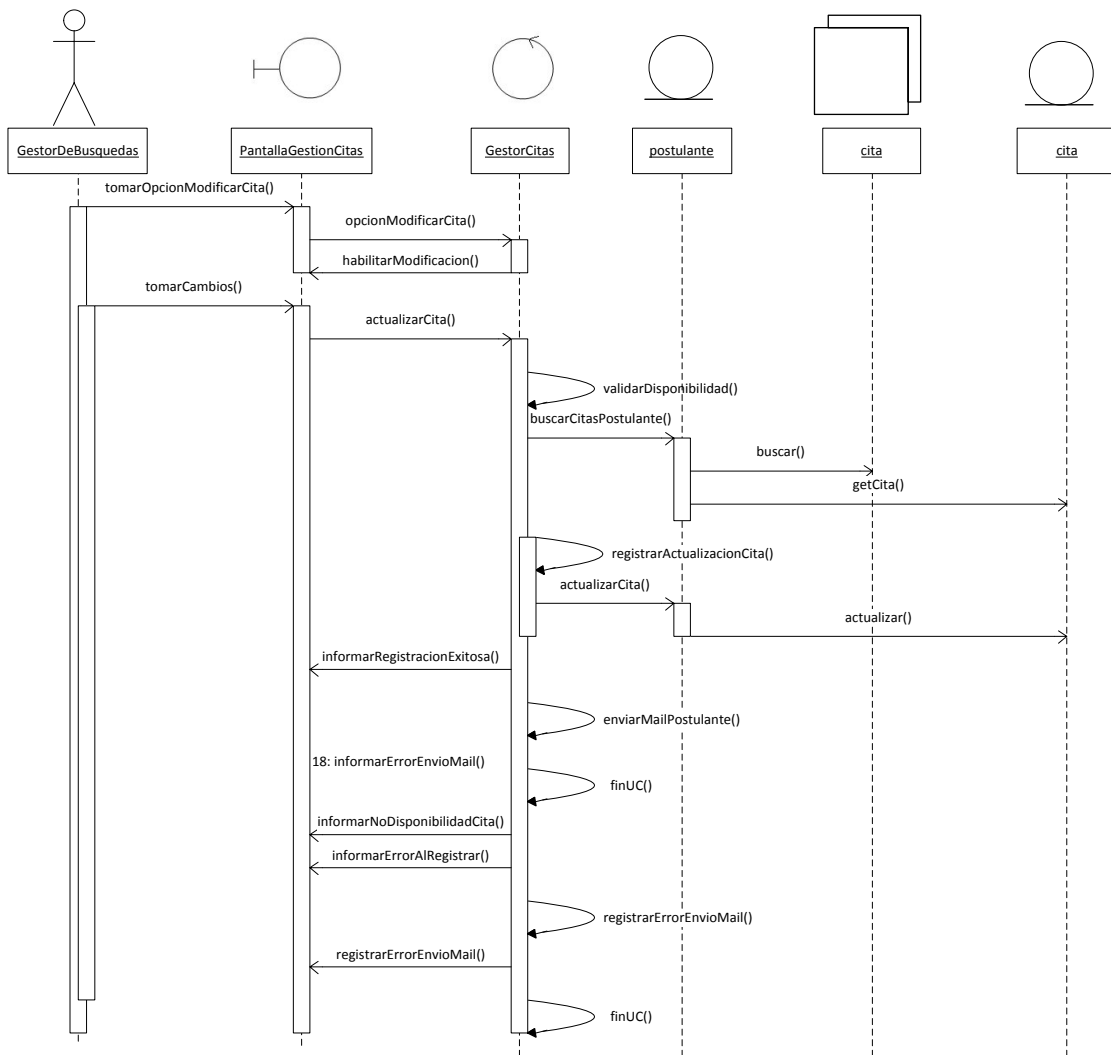 GestorDeBusquedas
PantallaGestionCitas
GestorCitas
postulante
cita
cita
tomarOpcionModificarCita()
opcionModificarCita()
habilitarModificacion()
tomarCambios()
actualizarCita()
validarDisponibilidad()
buscarCitasPostulante()
buscar()
getCita()
registrarActualizacionCita()
actualizarCita()
actualizar()
informarRegistracionExitosa()
enviarMailPostulante()
18: informarErrorEnvioMail()
finUC()
informarNoDisponibilidadCita()
informarErrorAlRegistrar()
registrarErrorEnvioMail()
registrarErrorEnvioMail()
finUC()